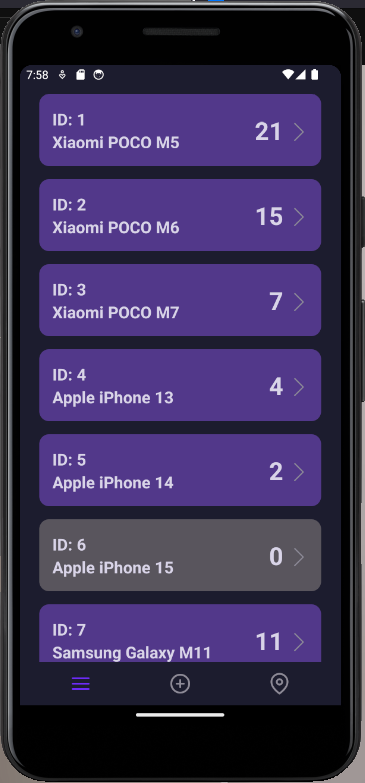 7:58
ID: 1
Xiaomi POCO M5
21
ID: 2
Xiaomi POCO M6
15
ID: 3
Xiaomi POCO M7
7
ID: 4
Apple iPhone 13
4
ID: 5
Apple iPhone 14
2
ID: 6
Apple iPhone 15
0
ID: 7
Samsung Galaxy M11
11